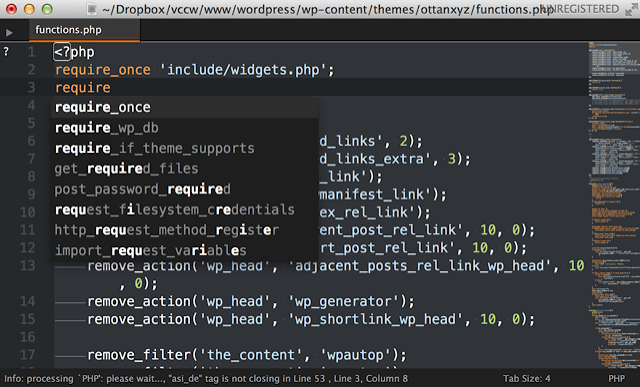 ~/Dropbox/vccw/www/wordpress/wp-content/themes/ottanxyz/functions.php
UNREGISTERED
functions.php
? 1 <?php
2 require_once 'include/widgets.php';
3 require
4 require_once
5 require_wp_db
6 require_if_theme_supports d_links', 2);
7 get_required_files d_links_extra', 3);
8 post_password_required _link');
9 request_filesystem_credentials manifest_link');
10 http_request_method_register ex_rel_link');
11 import_request_variables ent_post_rel_link', 10, 0);
12 rt_post_rel_link', 10, 0);
13 remove_action('wp_head', 'adjacent_posts_rel_link_wp_head', 10
, 0);
14 remove_action('wp_head', 'wp_generator');
15 remove_action('wp_head', 'wp_shortlink_wp_head', 10, 0);
16
17 remove_filter('the_content', 'wpautop');
Info: processing `PHP': please wait..., "asi_de" tag is not closing in Line 53 , Line 3, Column 8
Tab Size: 4
PHP